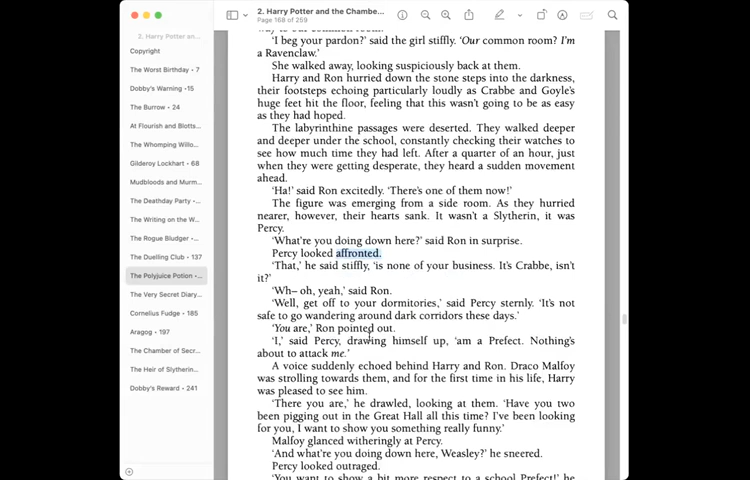 2. Harry Potter and the Chambe...
Page 168 of 259
2. Harry Potter an...
Copyright
The Worst Birthday • 7
Dobby's Warning •15
The Burrow • 24
At Flourish and Blotts...
The Whomping Willo...
Gilderoy Lockhart • 68
Mudbloods and Murm...
The Deathday Party •...
The Writing on the W...
The Rogue Bludger •...
The Duelling Club • 137
The Polyjuice Potion •...
The Very Secret Diary...
Cornelius Fudge • 185
Aragog • 197
The Chamber of Secr...
The Heir of Slytherin...
Dobby's Reward • 241
'I beg your pardon?' said the girl stiffly. 'Our common room? I'm
a Ravenclaw.'
She walked away, looking suspiciously back at them.
Harry and Ron hurried down the stone steps into the darkness,
their footsteps echoing particularly loudly as Crabbe and Goyle's
huge feet hit the floor, feeling that this wasn't going to be as easy
as they had hoped.
The labyrinthine passages were deserted. They walked deeper
and deeper under the school, constantly checking their watches to
see how much time they had left. After a quarter of an hour, just
when they were getting desperate, they heard a sudden movement
ahead.
'Ha!' said Ron excitedly. 'There's one of them now!'
The figure was emerging from a side room. As they hurried
nearer, however, their hearts sank. It wasn't a Slytherin, it was
Percy.
'What're you doing down here?' said Ron in surprise.
Percy looked affronted.
'That,' he said stiffly, 'is none of your business. It's Crabbe, isn't
it?'
'Wh– oh, yeah,' said Ron.
'Well, get off to your dormitories,' said Percy sternly. 'It's not
safe to go wandering around dark corridors these days.'
'You are,' Ron pointed out.
'I,' said Percy, drawing himself up, 'am a Prefect. Nothing's
about to attack me.'
A voice suddenly echoed behind Harry and Ron. Draco Malfoy
was strolling towards them, and for the first time in his life, Harry
was pleased to see him.
'There you are,' he drawled, looking at them. 'Have you two
been pigging out in the Great Hall all this time? I've been looking
for you, I want to show you something really funny.'
Malfoy glanced witheringly at Percy.
'And what're you doing down here, Weasley?' he sneered.
Percy looked outraged.
'You want to show a bit more respect to a school Prefect!' he